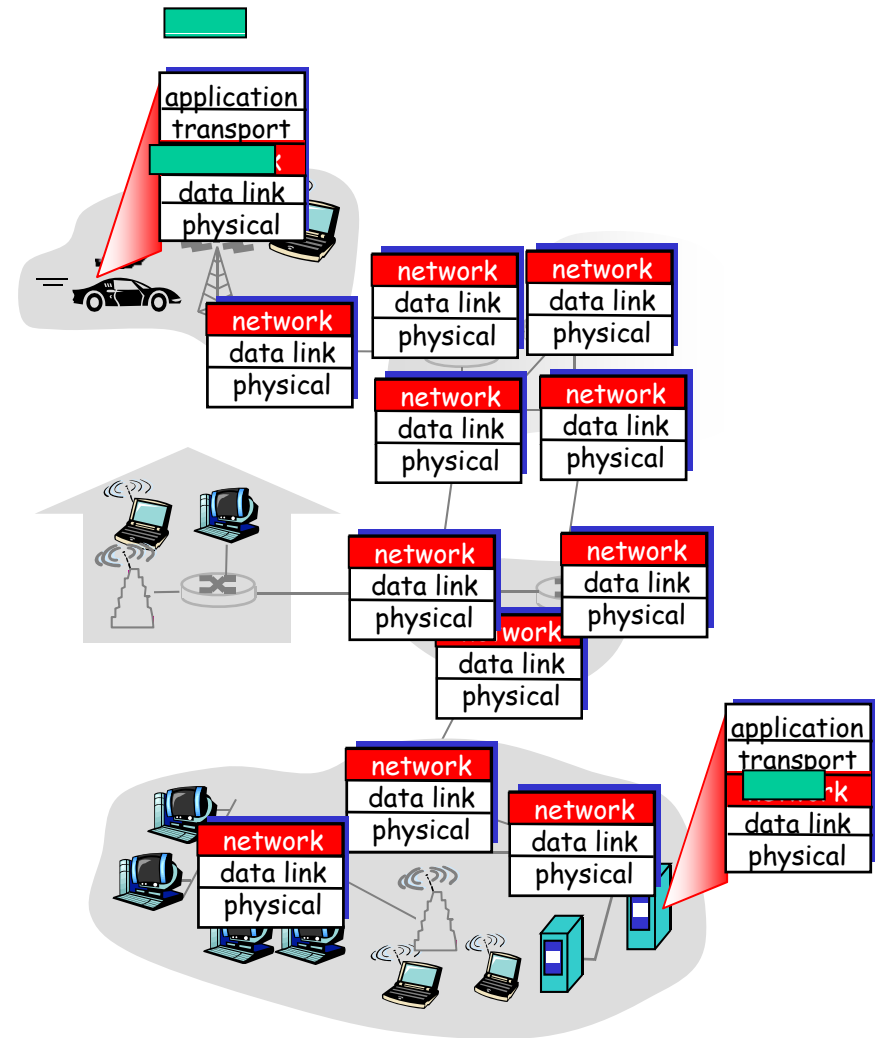 application
transport
data link
physical
network
data link
physical
network
data link
physical
network
data link
physical
network
data link
physical
network
data link
physical
network
data link
physical
network
data link
physical
data link
physical
application
transport
data link
physical
network
data link
physical
network
data link
physical
network
data link
physical